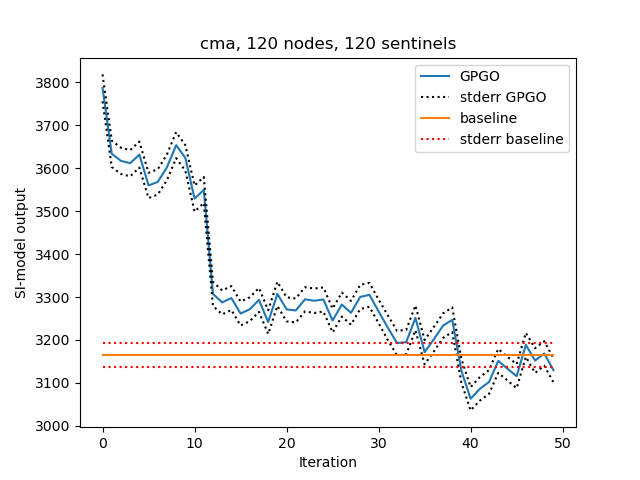 cma, 120 nodes, 120 sentinels
3800
3700
3600
3500
3400
3300
3200
3100
3000
SI-model output
GPGO
stderr GPGO
baseline
stderr baseline
0 10 20 30 40 50
Iteration